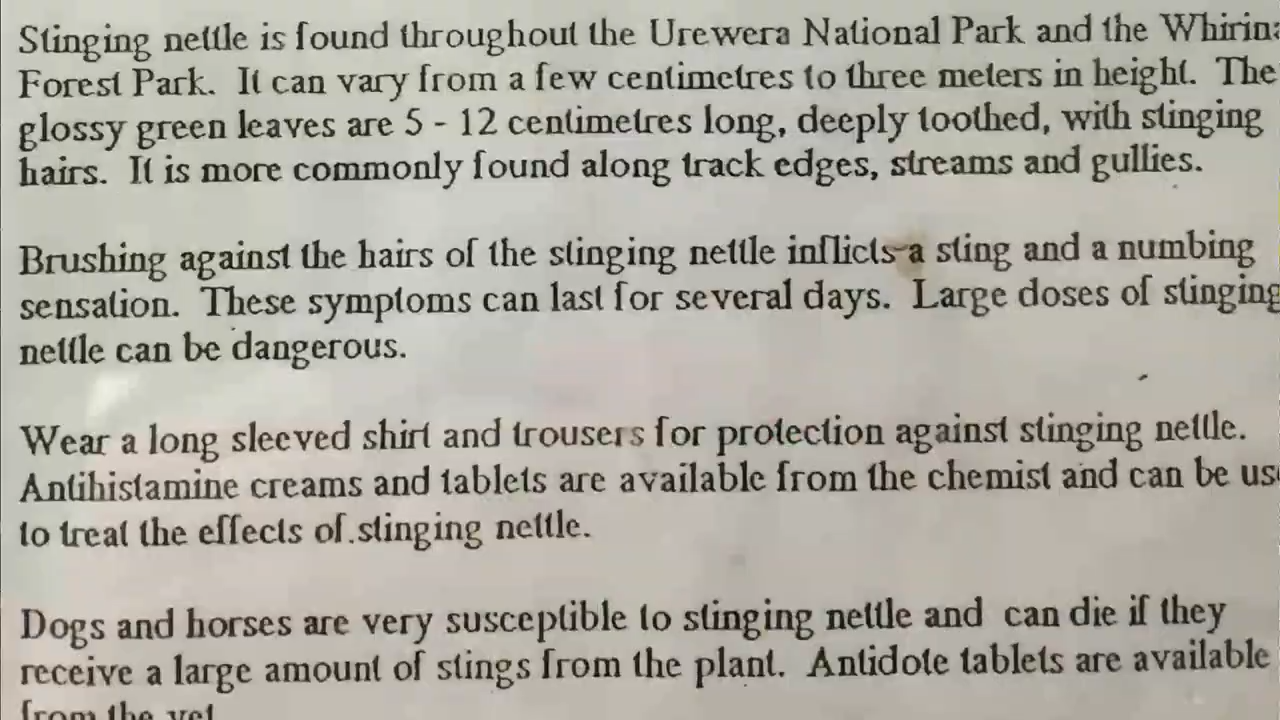 Stinging nettle is found throughout the Urewera National Park and the
Forest Park. It can vary from a few centimetres to three meters in height. The
glossy green leaves are 5 - 12 centimetres long, deeply toothed, with stinging
hairs. It is more commonly found along track edges, streams and gullies.
Brushing against the hairs of the stinging nettle inflicts a sting and a numbing
sensation. These symptoms can last for several days. Large doses of stinging
nettle can be dangerous.
Wear a long sleeved shirt and trousers for protection against stinging nettle.
Antihistamine creams and tablets are available from the chemist and can be
to treat the effects of stinging nettle.
Dogs and horses are very susceptible to stinging nettle and can die if they
receive a large amount of stings from the plant. Antidote tablets are available
from the vet